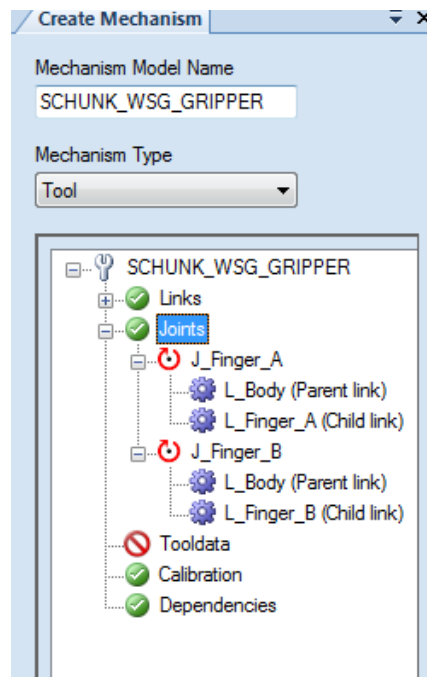 Create Mechanism
Mechanism Model Name
SCHUNK_WSG_GRIPPER
Mechanism Type
Tool
SCHUNK_WSG_GRIPPER
Links
Joints
J_Finger_A
L_Body (Parent link)
L_Finger_A (Child link)
J_Finger_B
L_Body (Parent link)
L_Finger_B (Child link)
Tooldata
Calibration
Dependencies